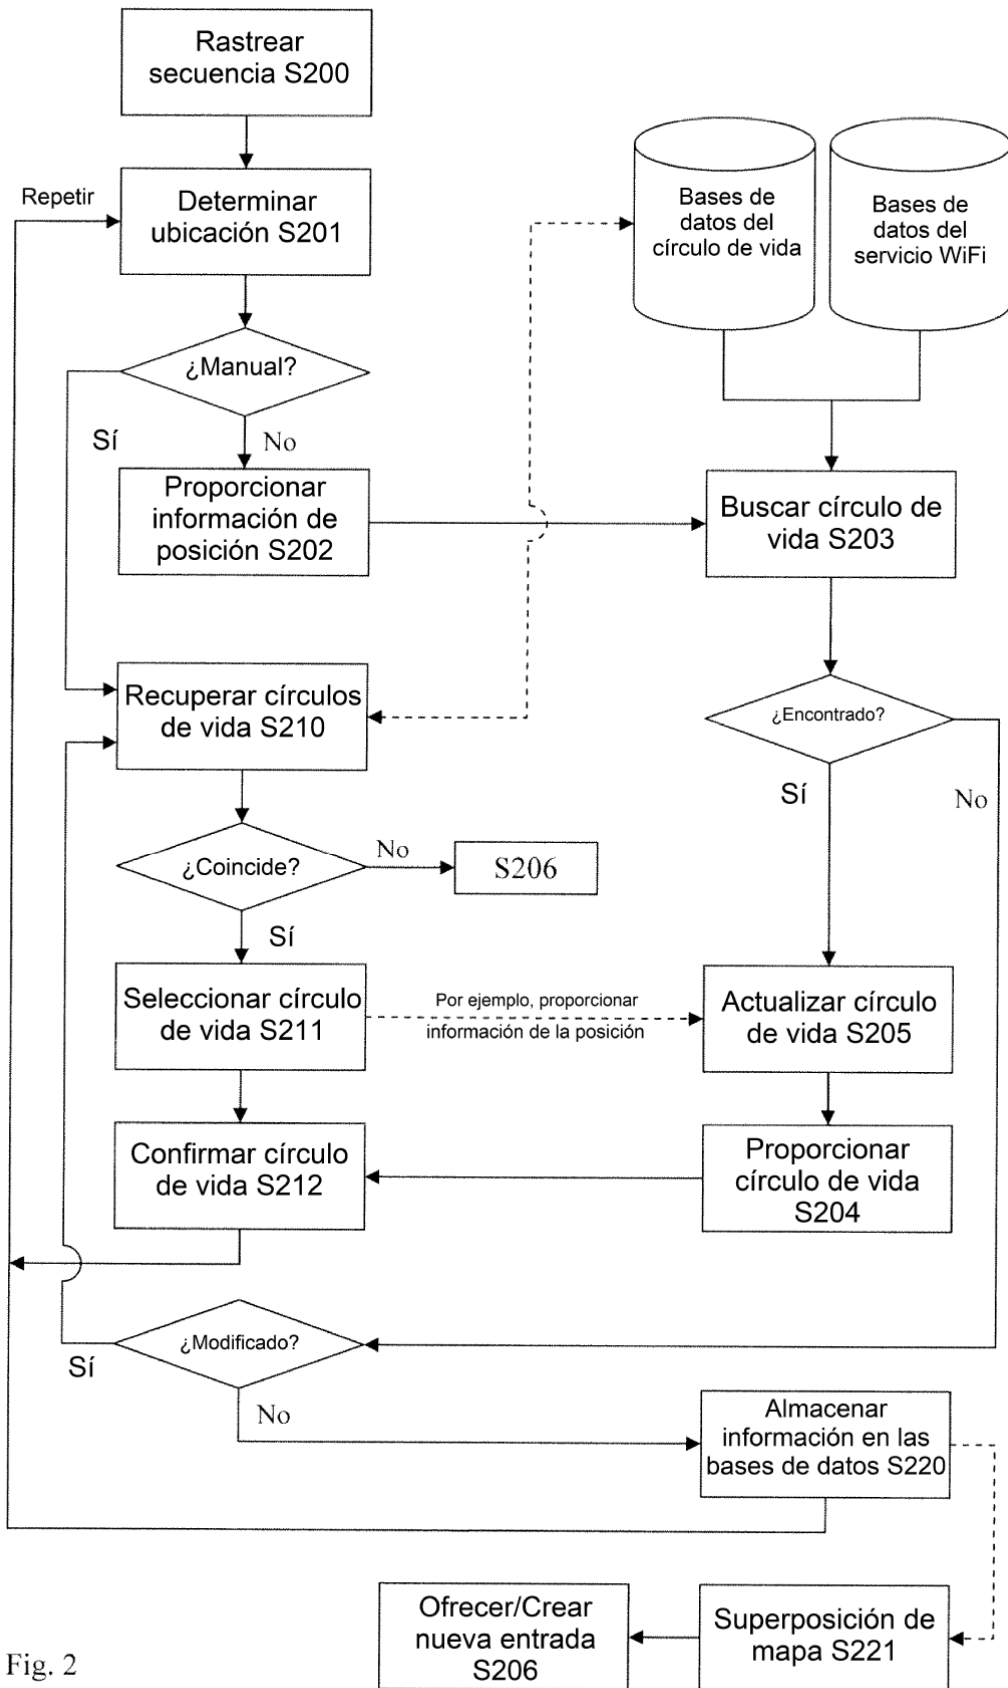 Rastrear
secuencia S200
Repetir
Determinar
ubicación S201
Bases de
datos del
círculo de vida
Bases de
datos del
servicio WiFi
¿Manual?
Sí
No
Proporcionar
información de
posición S202
Buscar círculo de
vida S203
Recuperar círculos
de vida S210
¿Encontrado?
Sí
No
¿Coincide?
No
S206
Sí
Seleccionar círculo
de vida S211
Por ejemplo, proporcionar
información de la posición
Actualizar círculo
de vida S205
Confirmar círculo
de vida S212
Proporcionar
círculo de vida
S204
¿Modificado?
Sí
No
Almacenar
información en las
bases de datos S220
Ofrecer/Crear
nueva entrada
S206
Superposición de
mapa S221
Fig. 2